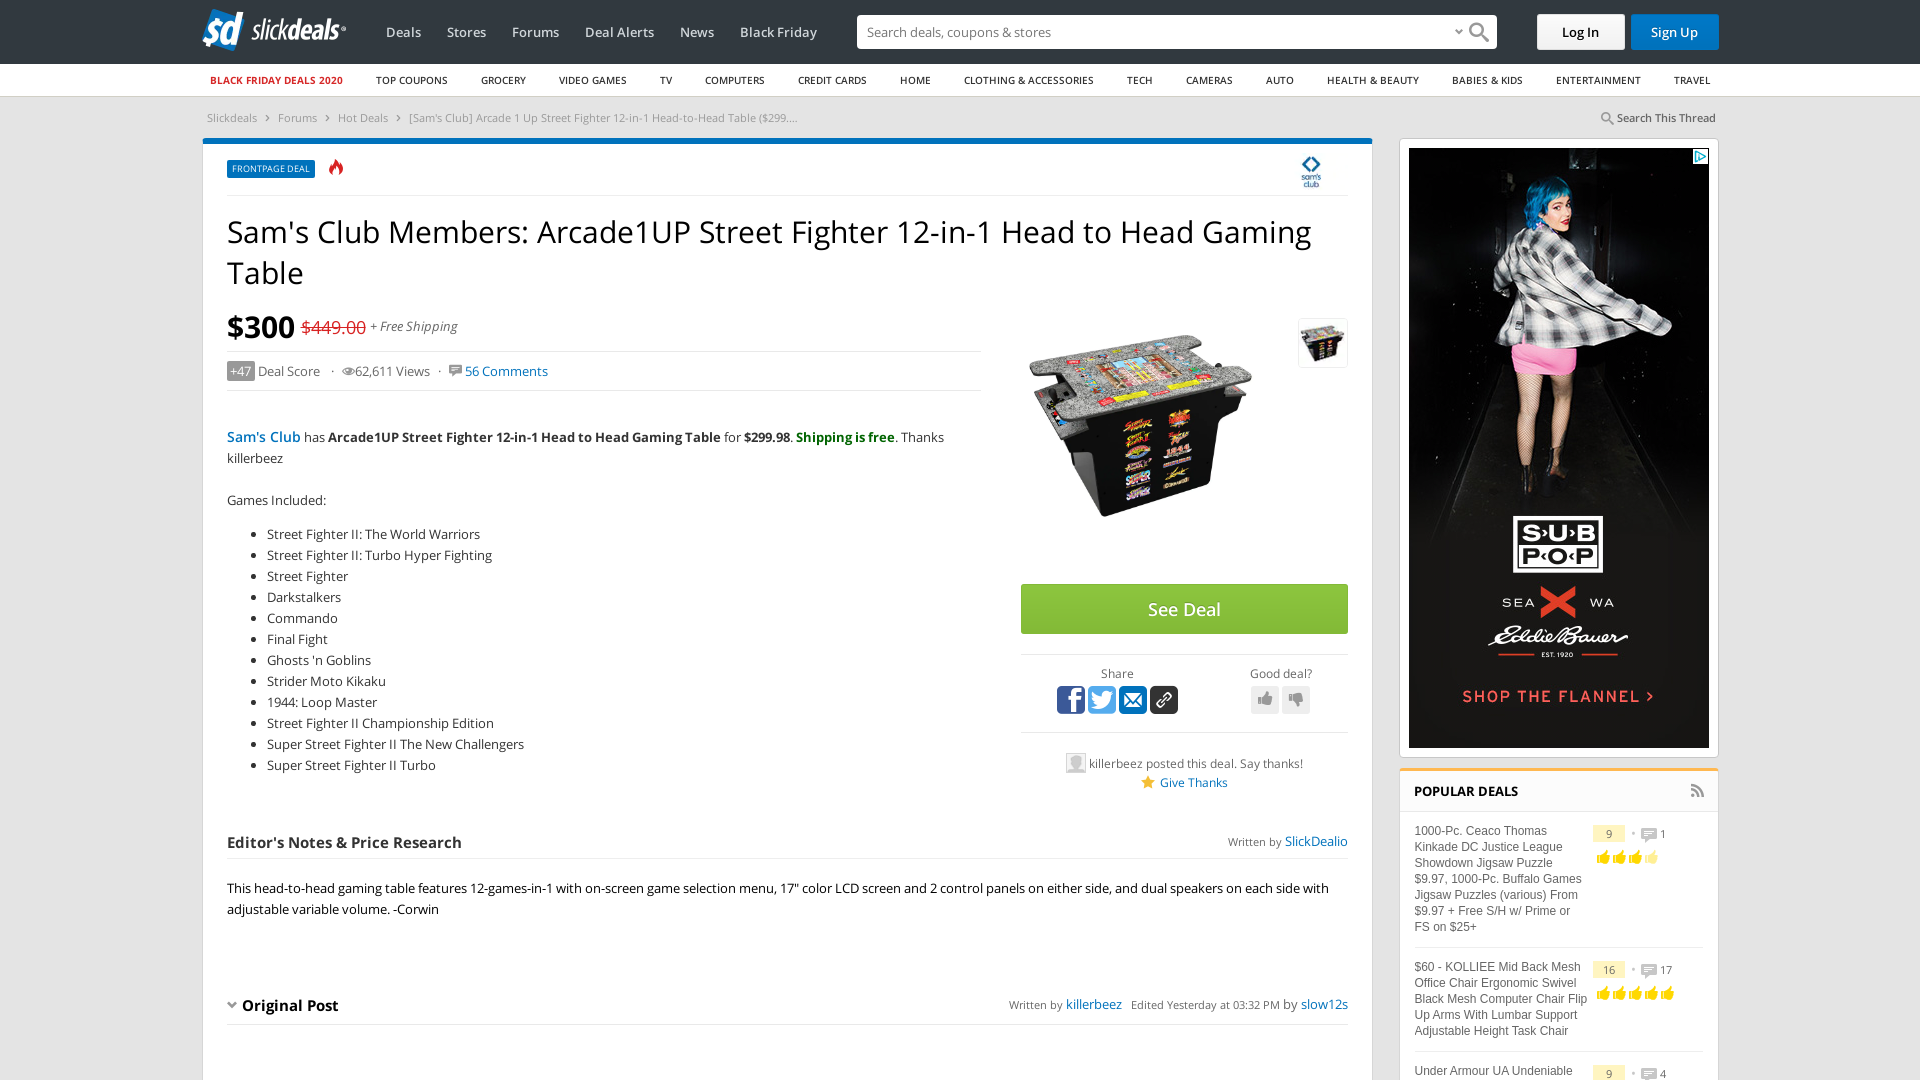 sd slickdeals
Deals Stores Forums Deal Alerts News Black Friday
Search deals, coupons & stores
Log In Sign Up
BLACK FRIDAY DEALS 2020 TOP COUPONS GROCERY VIDEO GAMES TV COMPUTERS CREDIT CARDS HOME CLOTHING & ACCESSORIES TECH CAMERAS AUTO HEALTH & BEAUTY BABIES & KIDS ENTERTAINMENT TRAVEL
Slickdeals › Forums › Hot Deals › [Sam's Club] Arcade 1 Up Street Fighter 12-in-1 Head-to-Head Table ($299....
Search This Thread
FRONTPAGE DEAL
sam's club
Sam's Club Members: Arcade1UP Street Fighter 12-in-1 Head to Head Gaming
Table
$300 $449.00 + Free Shipping
+47 Deal Score · 62,611 Views · 56 Comments
Sam's Club has Arcade1UP Street Fighter 12-in-1 Head to Head Gaming Table for $299.98. Shipping is free. Thanks
killerbeez
Games Included:
• Street Fighter II: The World Warriors
• Street Fighter II: Turbo Hyper Fighting
• Street Fighter
• Darkstalkers
• Commando
• Final Fight
• Ghosts 'n Goblins
• Strider Moto Kikaku
• 1944: Loop Master
• Street Fighter II Championship Edition
• Super Street Fighter II The New Challengers
• Super Street Fighter II Turbo
See Deal
Share
Good deal?
killerbeez posted this deal. Say thanks!
Give Thanks
Editor's Notes & Price Research
Written by SlickDealio
This head-to-head gaming table features 12-games-in-1 with on-screen game selection menu, 17" color LCD screen and 2 control panels on either side, and dual speakers on each side with
adjustable variable volume. -Corwin
Original Post
Written by killerbeez Edited Yesterday at 03:32 PM by slow12s
SUB
POP
SEA X WA
Eddie Bauer
EST. 1920
SHOP THE FLANNEL >
POPULAR DEALS
1000-Pc. Ceaco Thomas
Kinkade DC Justice League
Showdown Jigsaw Puzzle
$9.97, 1000-Pc. Buffalo Games
Jigsaw Puzzles (various) From
$9.97 + Free S/H w/ Prime or
FS on $25+
9 • 1
$60 - KOLLIEE Mid Back Mesh
Office Chair Ergonomic Swivel
Black Mesh Computer Chair Flip
Up Arms With Lumbar Support
Adjustable Height Task Chair
16 • 17
Under Armour UA Undeniable
9 • 4